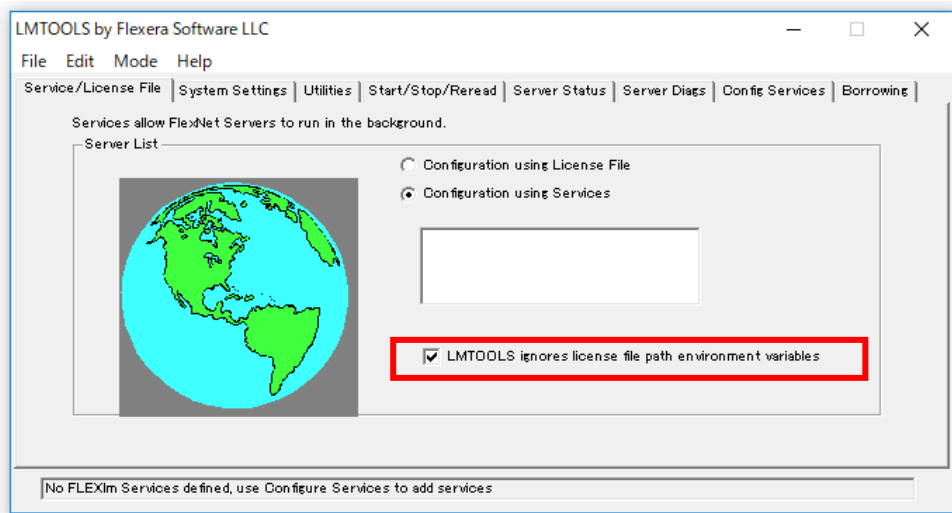 LMTOOLS by Flexera Software LLC
File Edit Mode Help
Service/License File System Settings Utilities Start/Stop/Reread Server Status Server Diags Config Services Borrowing
Services allow FlexNet Servers to run in the background.
Server List
Configuration using License File
Configuration using Services
LMTOOLS ignores license file path environment variables
No FLEXlm Services defined, use Configure Services to add services